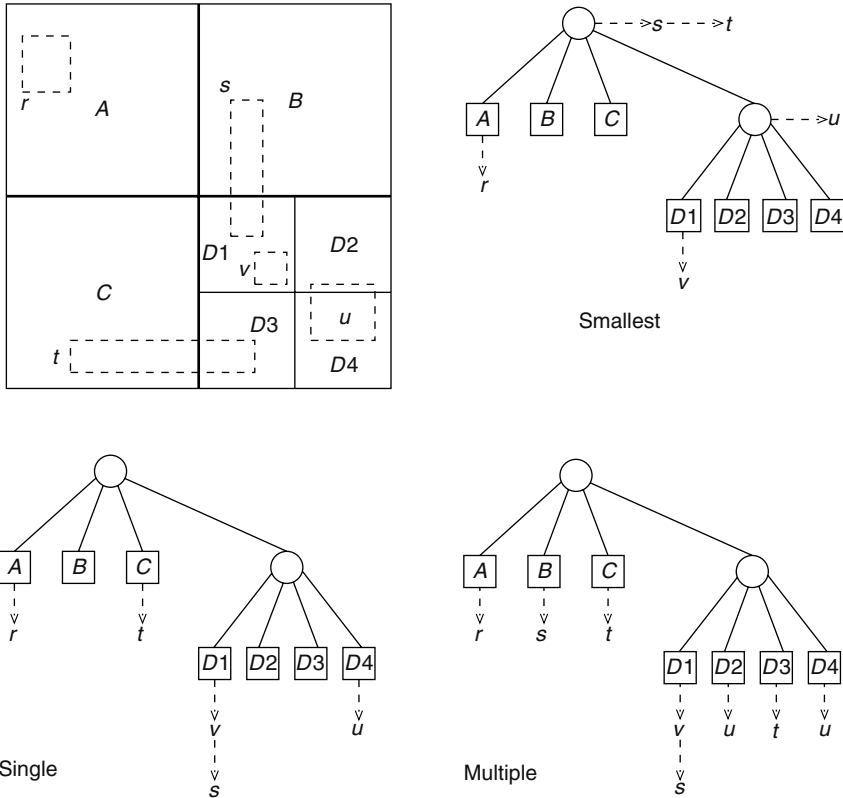 r
A
s
B
C
D1
v
D2
t
D3
u
D4
s t
A B C
u
r
D1 D2 D3 D4
v
Smallest
A B C
r t
D1 D2 D3 D4
v u
s
Single
A B C
r s t
D1 D2 D3 D4
v u t u
s
Multiple